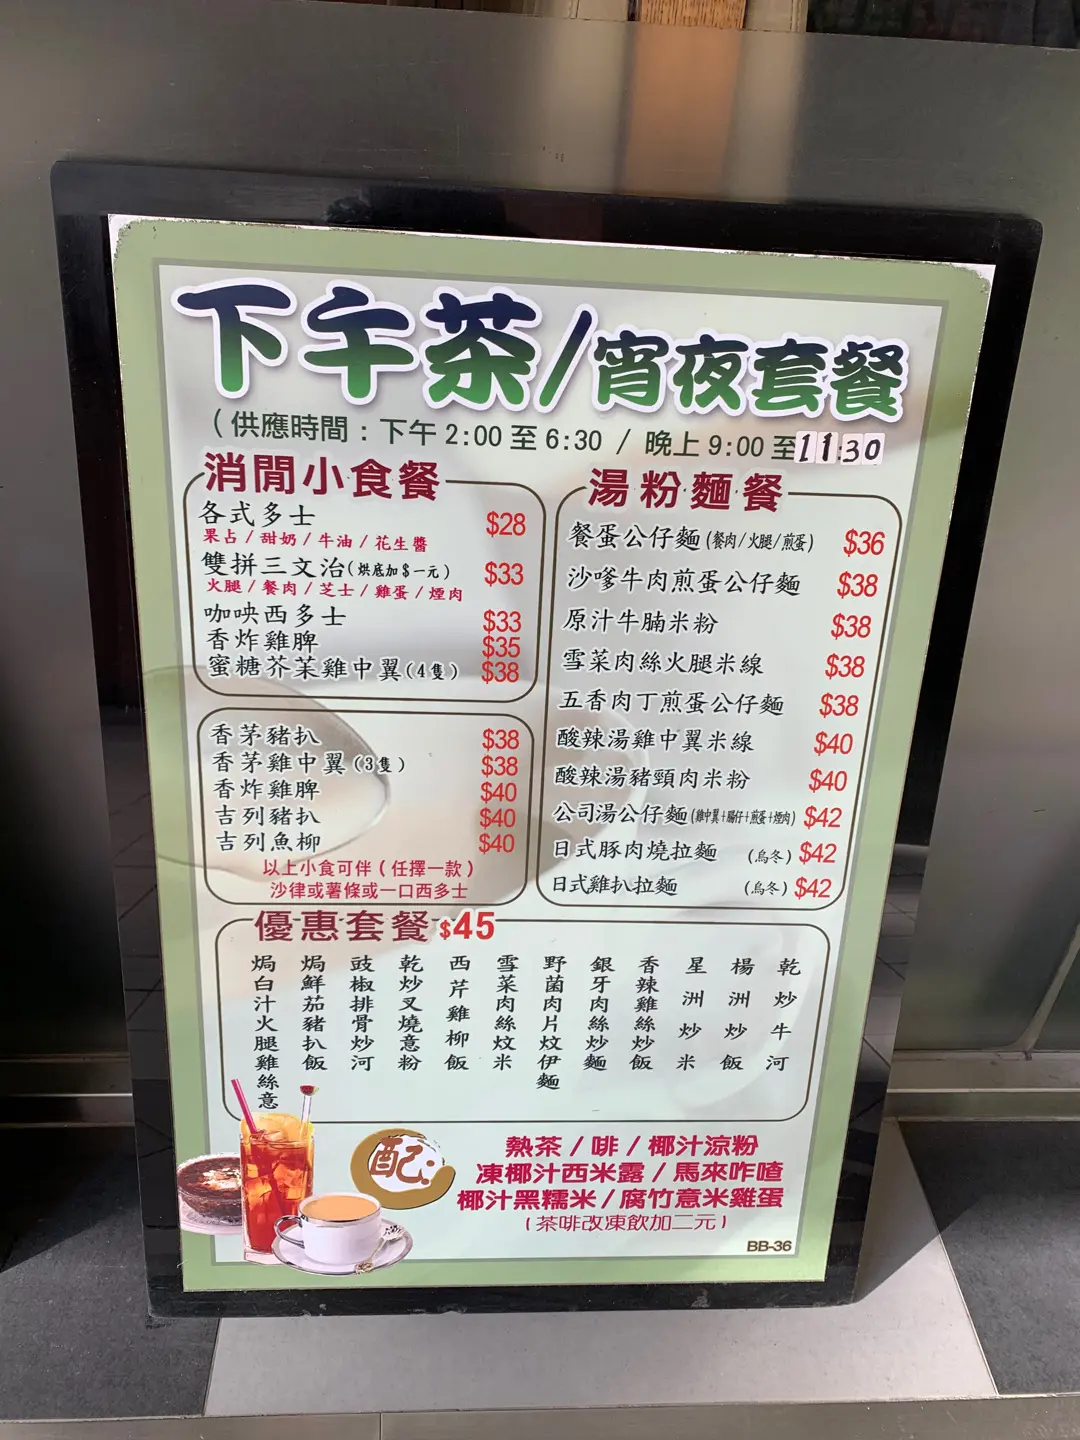 下午茶/宵夜套餐
(供應時間：下午 2:00 至 6:30 / 晚上 9:00 至 11:30
消閒小食餐
各式多士 $28
果占/甜奶/牛油/花生醬
雙拼三文治(烘底加$一元) $33
火腿/餐肉/芝士/雞蛋/煙肉
咖央西多士 $33
香炸雞脾 $35
蜜糖芥茉雞中翼(4隻) $38
香茅豬扒 $38
香茅雞中翼(3隻) $38
香炸雞脾 $40
吉列豬扒 $40
吉列魚柳 $40
以上小食可伴(任擇一款)
沙律或薯條或一口西多士
湯粉麵餐
餐蛋公仔麵(餐肉/火腿/煎蛋) $36
沙嗲牛肉煎蛋公仔麵 $38
原汁牛腩米粉 $38
雪菜肉絲火腿米線 $38
五香肉丁煎蛋公仔麵 $38
酸辣湯雞中翼米線 $40
酸辣湯豬頸肉米粉 $40
公司湯公仔麵(雞中翼+腸仔+煎蛋+煙肉) $42
日式豚肉燒拉麵 (烏冬) $42
日式雞扒拉麵 (烏冬) $42
優惠套餐 $45
焗白汁火腿雞絲意
焗鮮茄豬扒飯
豉椒排骨炒河
乾炒叉燒意粉
西芹雞柳飯
雪菜肉絲炆米
野菌肉片炆伊麵
銀牙肉絲炒麵
香辣雞絲炒飯
星洲炒米
楊洲炒飯
乾炒牛河
配:
熱茶/啡/椰汁涼粉
凍椰汁西米露/馬來咋喳
椰汁黑糯米/腐竹薏米雞蛋
(茶啡改凍飲加二元)
BB-36